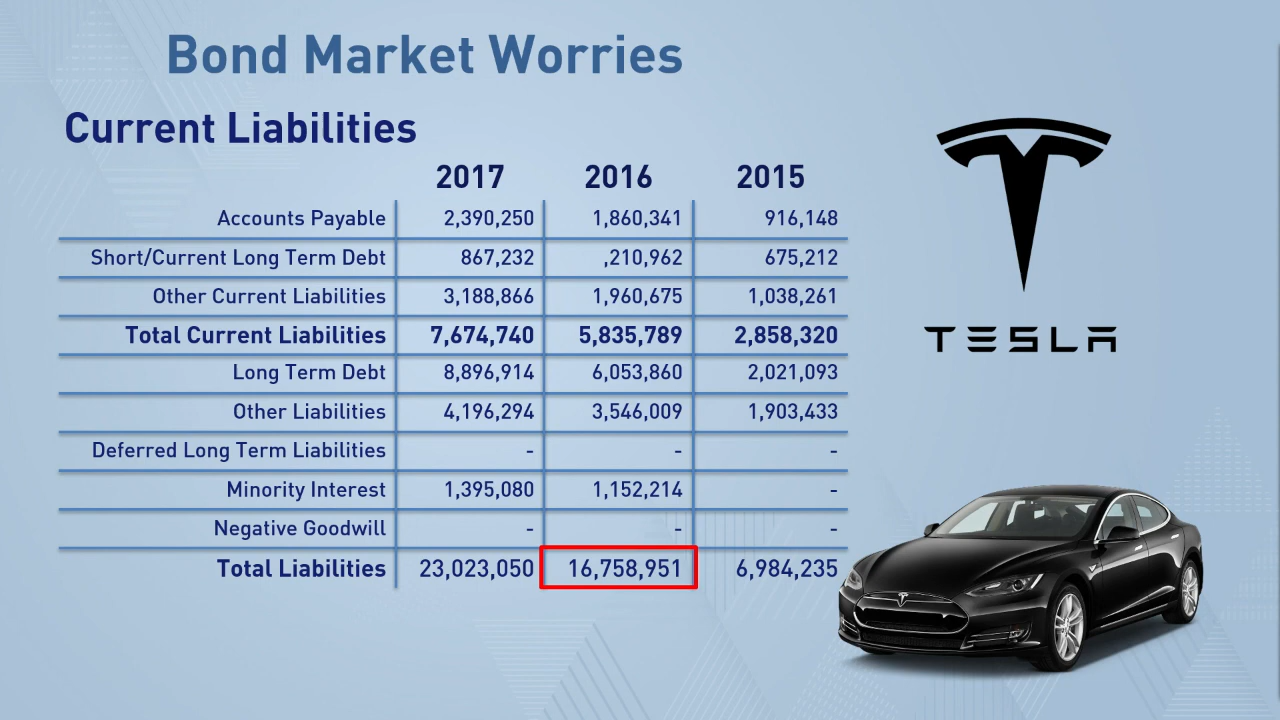 Bond Market Worries
Current Liabilities
2017 2016 2015
Accounts Payable 2,390,250 1,860,341 916,148
Short/Current Long Term Debt 867,232 ,210,962 675,212
Other Current Liabilities 3,188,866 1,960,675 1,038,261
Total Current Liabilities 7,674,740 5,835,789 2,858,320
Long Term Debt 8,896,914 6,053,860 2,021,093
Other Liabilities 4,196,294 3,546,009 1,903,433
Deferred Long Term Liabilities - - -
Minority Interest 1,395,080 1,152,214 -
Negative Goodwill - - -
Total Liabilities 23,023,050 16,758,951 6,984,235
TESLA